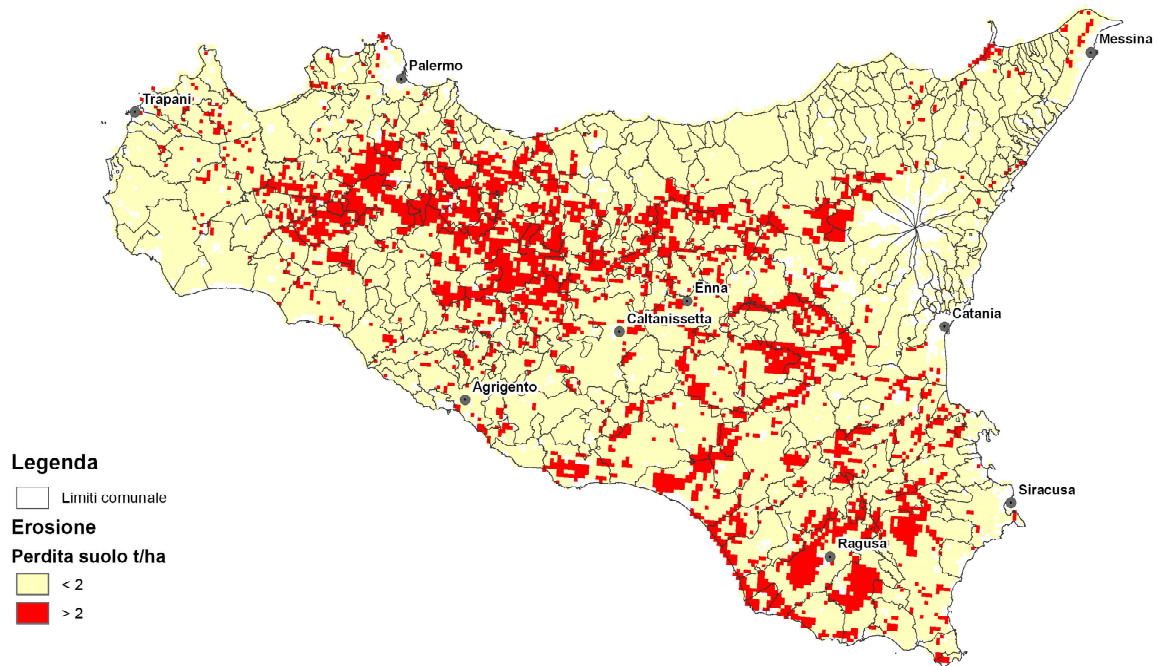 Messina
Palermo
Trapani
Enna
Catania
Caltanissetta
Agrigento
Siracusa
Ragusa
Legenda
Limiti comunale
Erosione
Perdita suolo t/ha
< 2
> 2